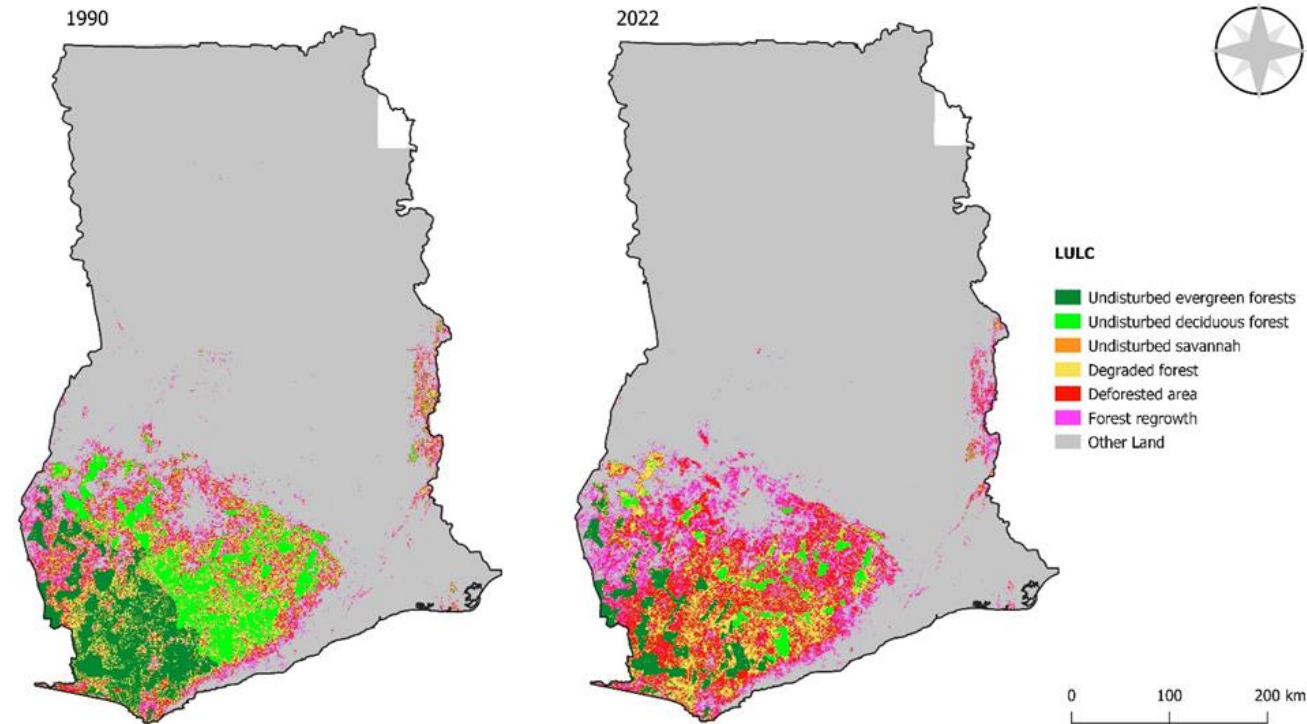 1990
2022
LULC
Undisturbed evergreen forests
Undisturbed deciduous forest
Undisturbed savannah
Degraded forest
Deforested area
Forest regrowth
Other Land
0 100 200 km